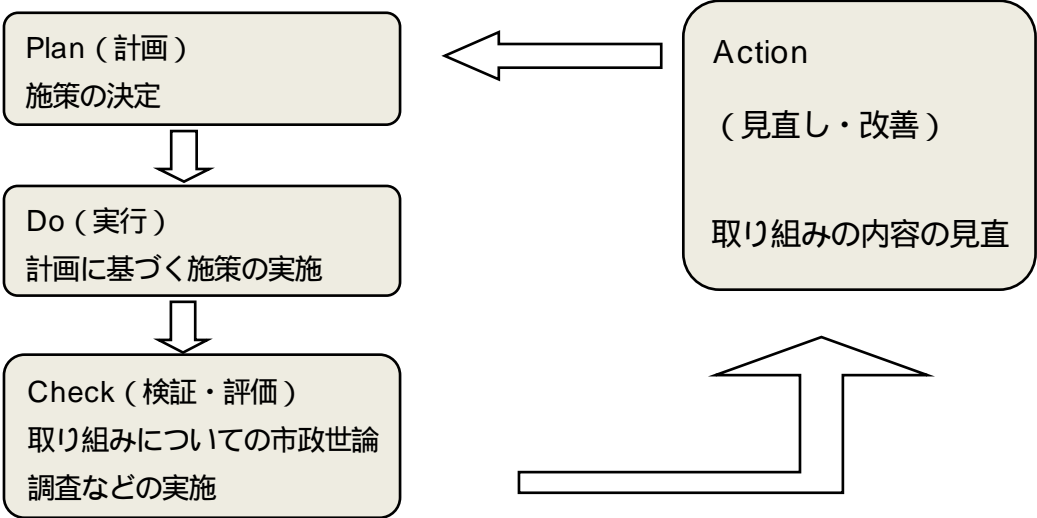 Plan（計画）
施策の決定
Do（実行）
計画に基づく施策の実施
Check（検証・評価）
取り組みについての市政世論
調査などの実施
Action
（見直し・改善）
取り組みの内容の見直